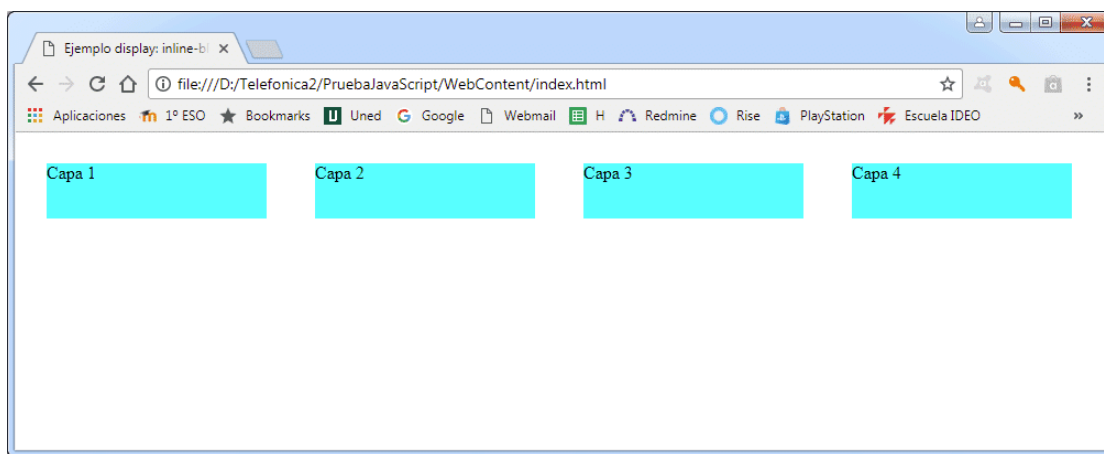 Ejemplo display: inline-bl
file:///D:/Telefonica2/PruebaJavaScript/WebContent/index.html
Aplicaciones 1º ESO Bookmarks U Uned G Google Webmail H Redmine Rise PlayStation Escuela IDEO »
Capa 1 Capa 2 Capa 3 Capa 4